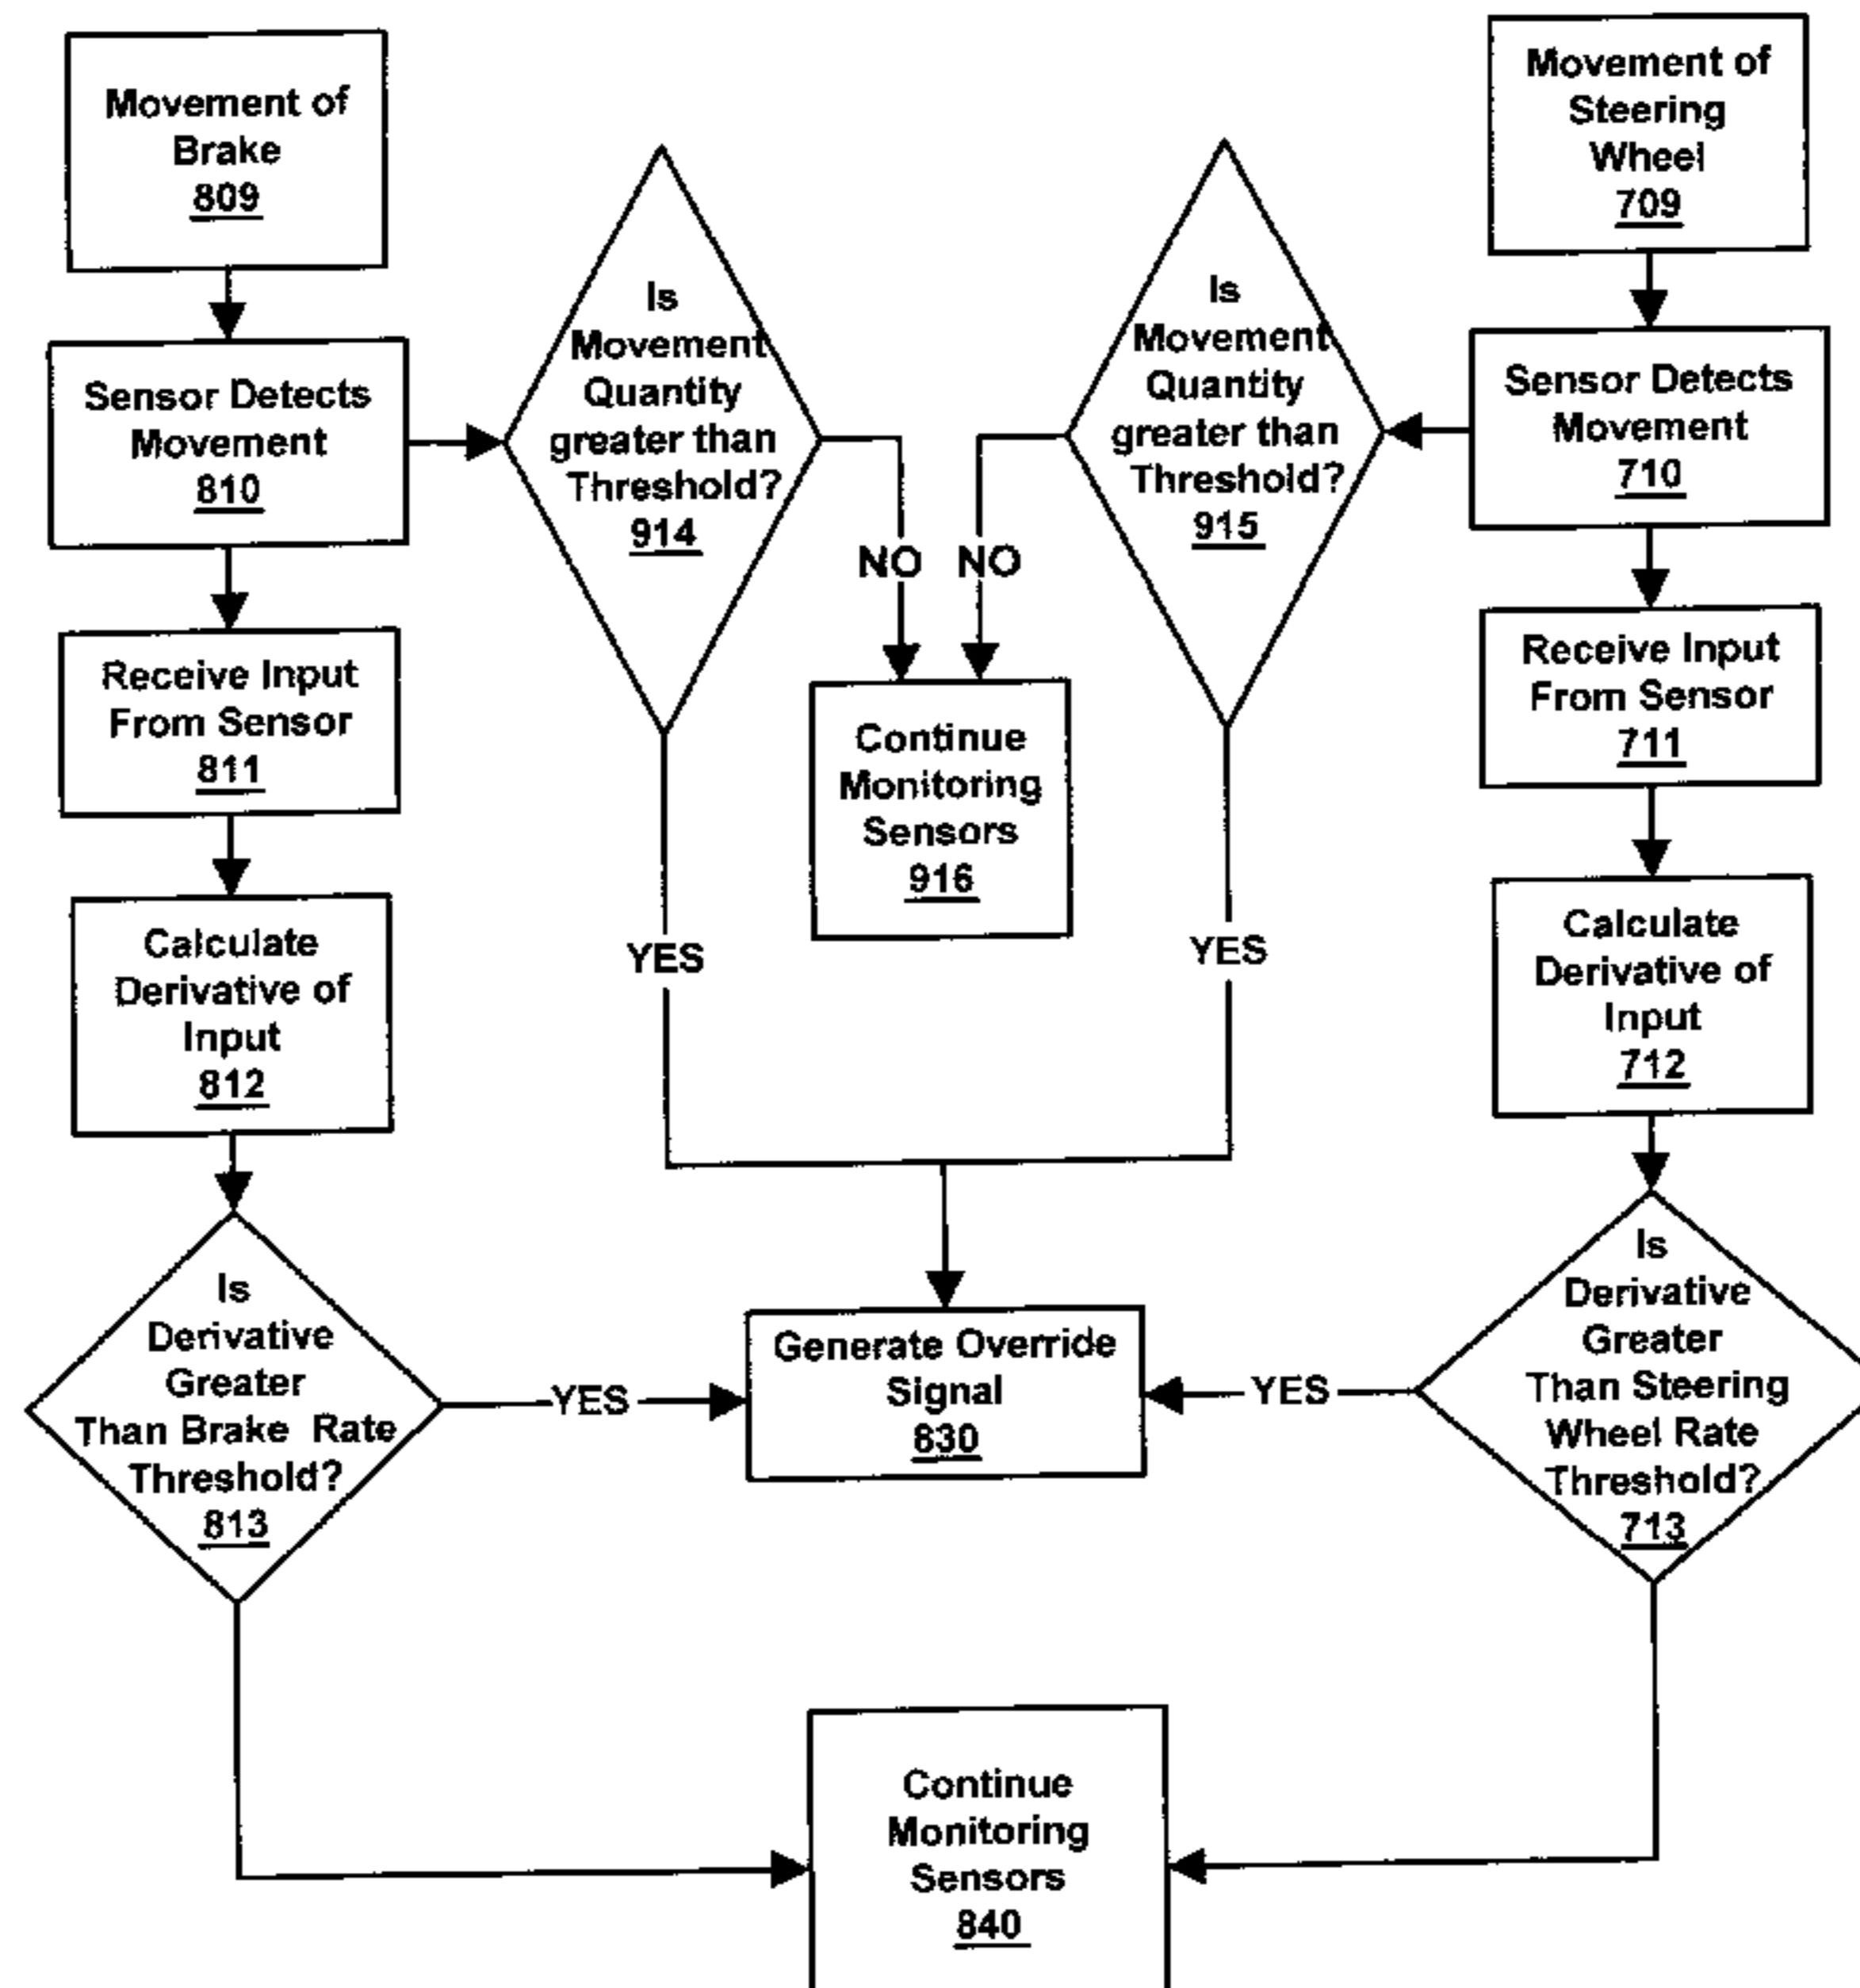 Movement of
Brake
809
Movement of
Steering
Wheel
709
Is
Movement
Quantity
greater than
Threshold?
914
Is
Movement
Quantity
greater than
Threshold?
915
Sensor Detects
Movement
810
Sensor Detects
Movement
710
NO
NO
Receive Input
From Sensor
811
Continue
Monitoring
Sensors
916
Receive Input
From Sensor
711
Calculate
Derivative of
Input
812
YES
YES
Calculate
Derivative of
Input
712
Is
Derivative
Greater
Than Brake Rate
Threshold?
813
YES
Generate Override
Signal
830
YES
Is
Derivative
Greater
Than Steering
Wheel Rate
Threshold?
713
Continue
Monitoring
Sensors
840